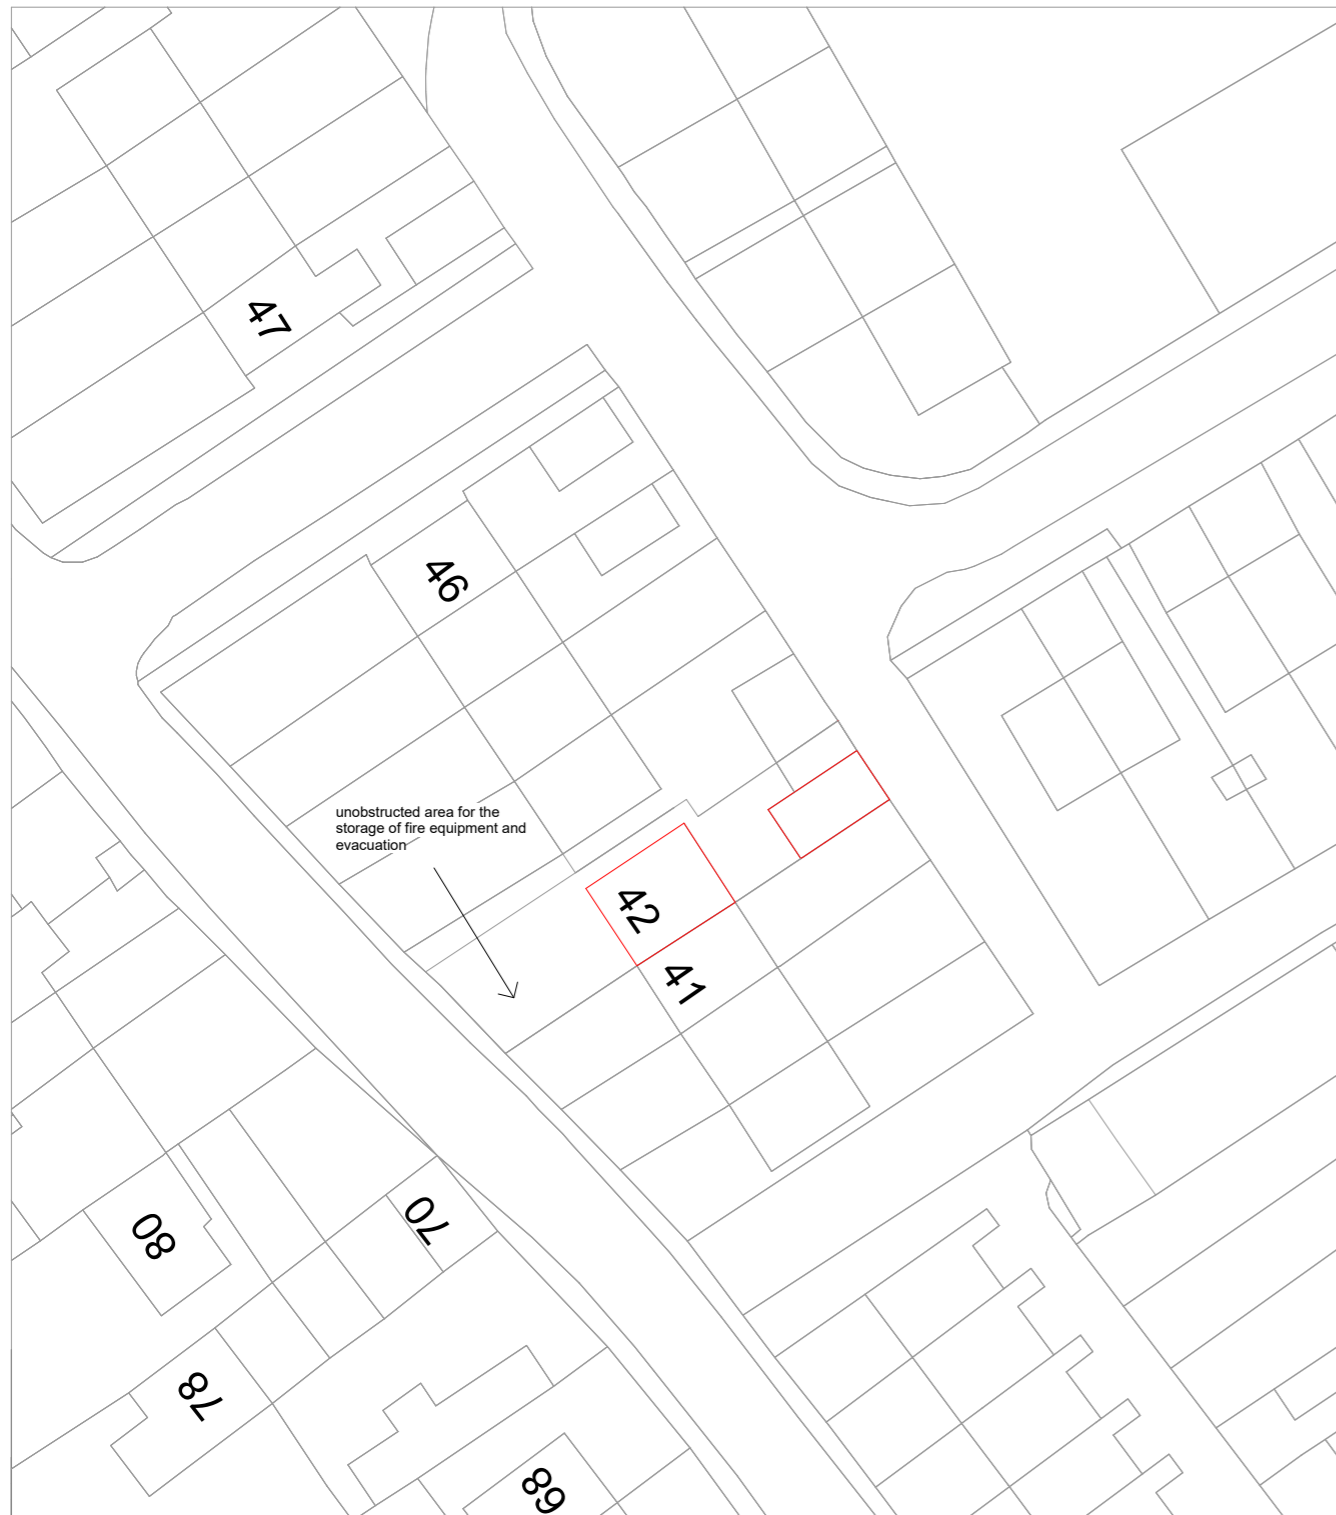 47
46
unobstructed area for the
storage of fire equipment and
evacuation
42
41
80
70
78
68